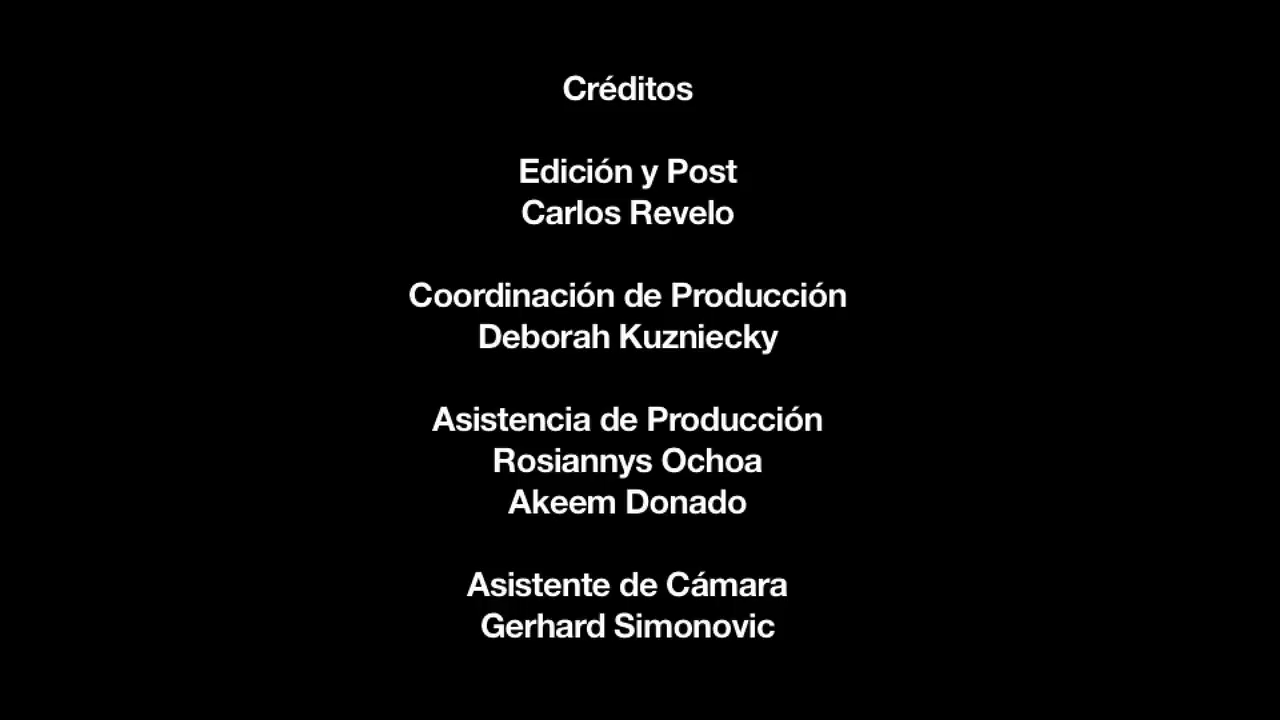 Créditos
Edición y Post
Carlos Revelo
Coordinación de Producción
Deborah Kuzniecky
Asistencia de Producción
Rosiannys Ochoa
Akeem Donado
Asistente de Cámara
Gerhard Simonovic